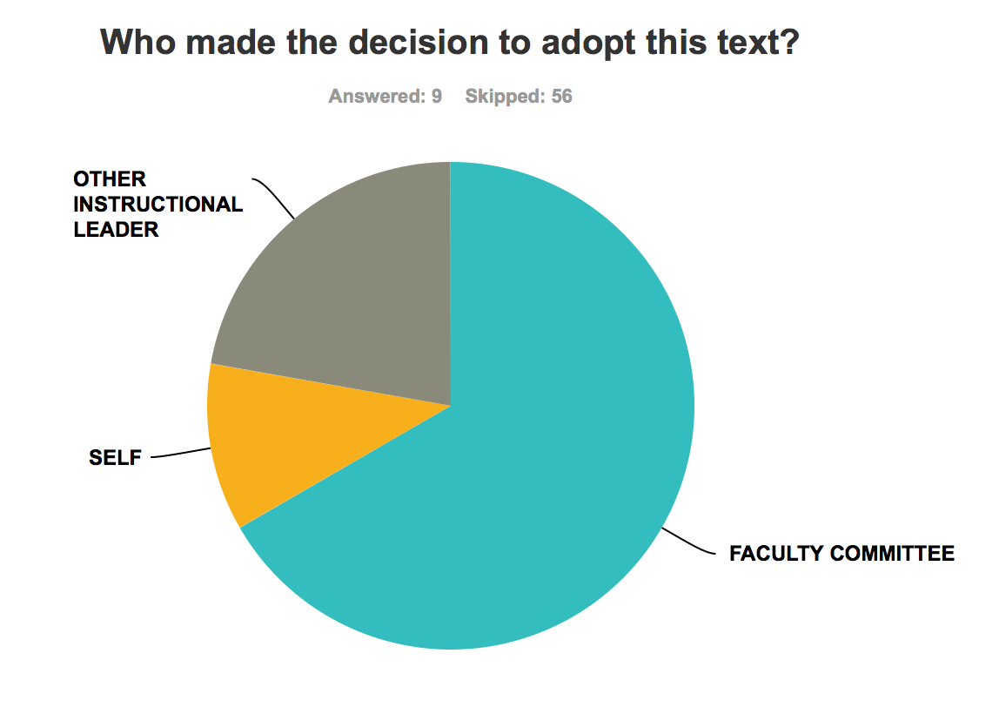 Who made the decision to adopt this text?
Answered: 9 Skipped: 56
OTHER
INSTRUCTIONAL
LEADER
SELF
FACULTY COMMITTEE